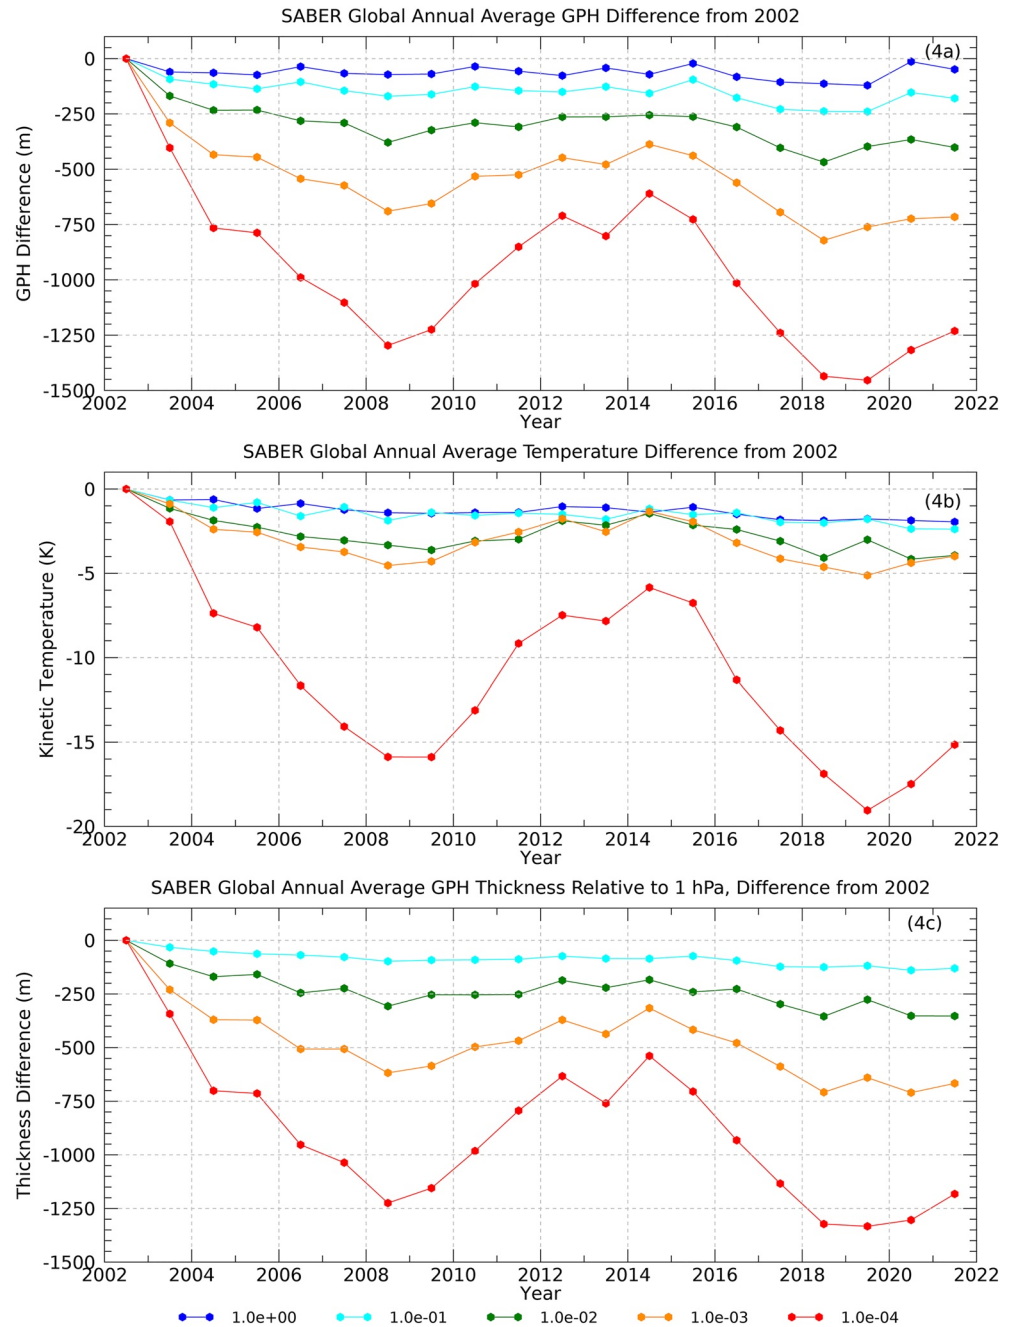 SABER Global Annual Average GPH Difference from 2002
(4a)
0
-250
-500
-750
-1000
-1250
-1500
GPH Difference (m)
2002 2004 2006 2008 2010 2012 2014 2016 2018 2020 2022
Year
SABER Global Annual Average Temperature Difference from 2002
(4b)
0
-5
-10
-15
-20
Kinetic Temperature (K)
2002 2004 2006 2008 2010 2012 2014 2016 2018 2020 2022
Year
SABER Global Annual Average GPH Thickness Relative to 1 hPa, Difference from 2002
(4c)
0
-250
-500
-750
-1000
-1250
-1500
Thickness Difference (m)
2002 2004 2006 2008 2010 2012 2014 2016 2018 2020 2022
Year
1.0e+00 1.0e-01 1.0e-02 1.0e-03 1.0e-04